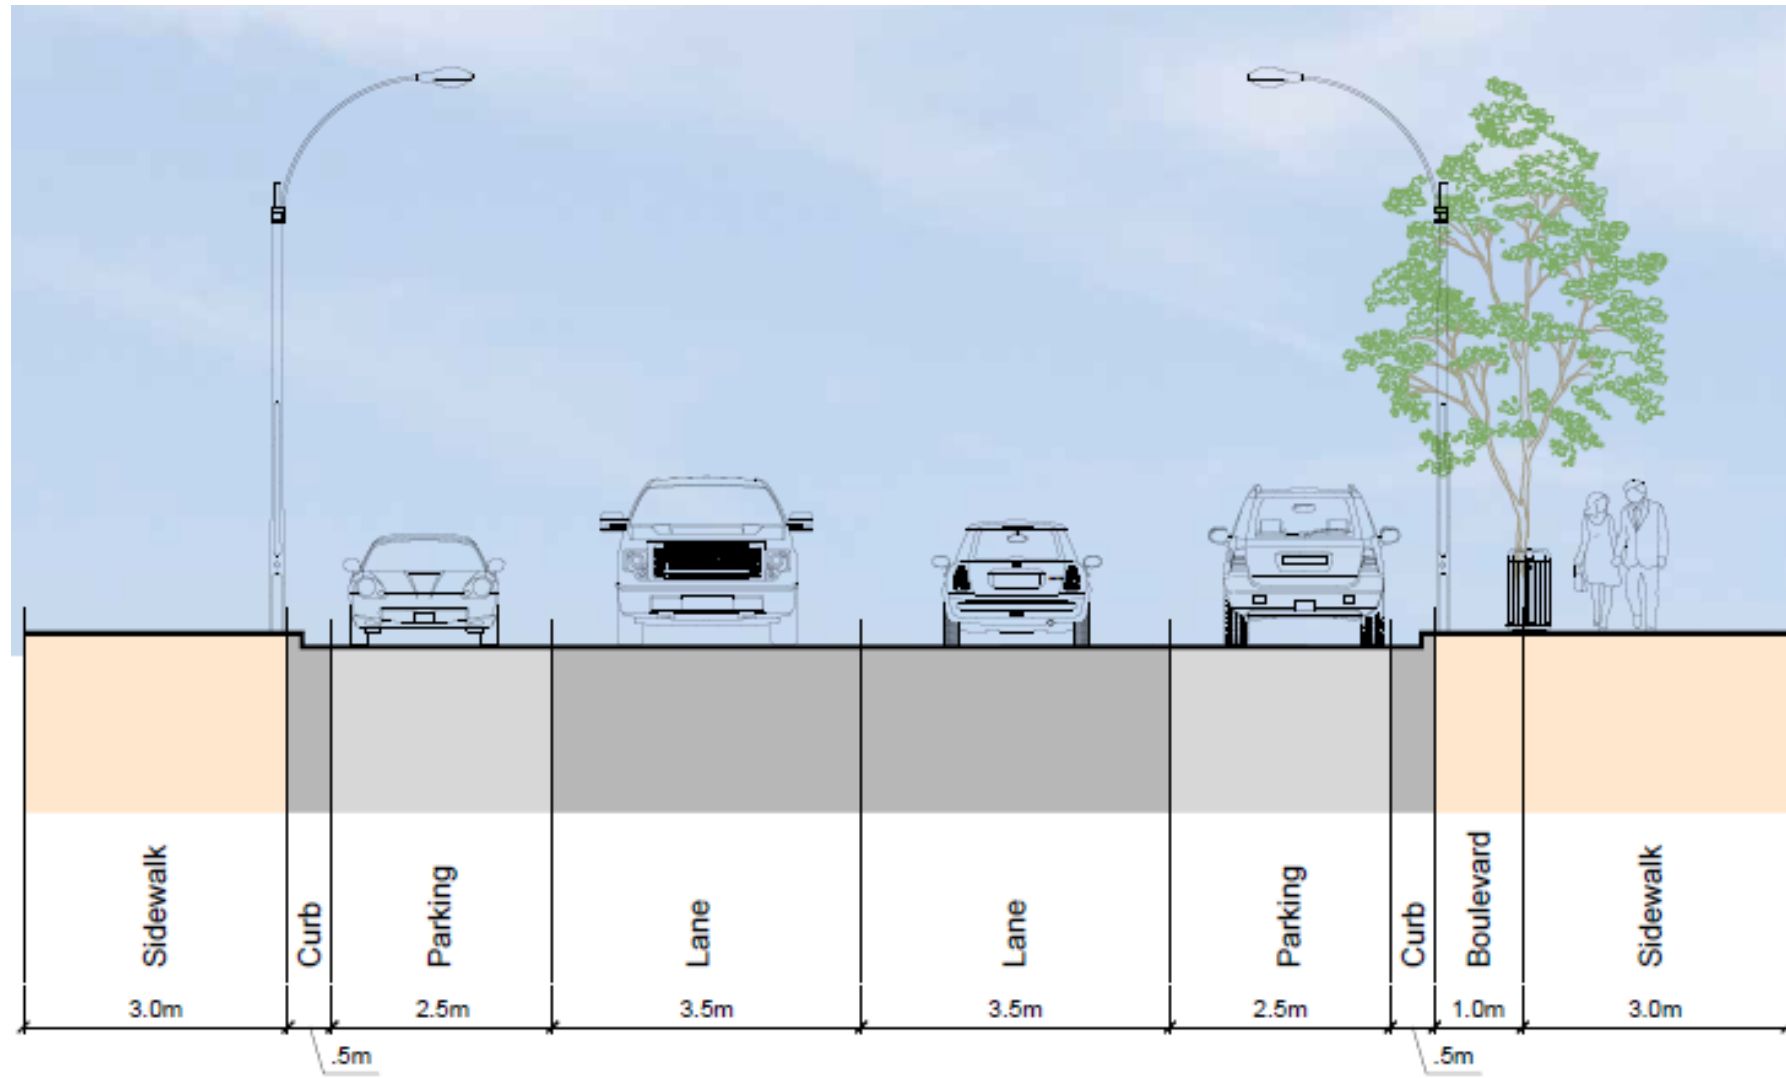 Sidewalk
Curb
Parking
Lane
Lane
Parking
Curb
Boulevard
Sidewalk
3.0m
2.5m
3.5m
3.5m
2.5m
1.0m
3.0m
.5m
.5m